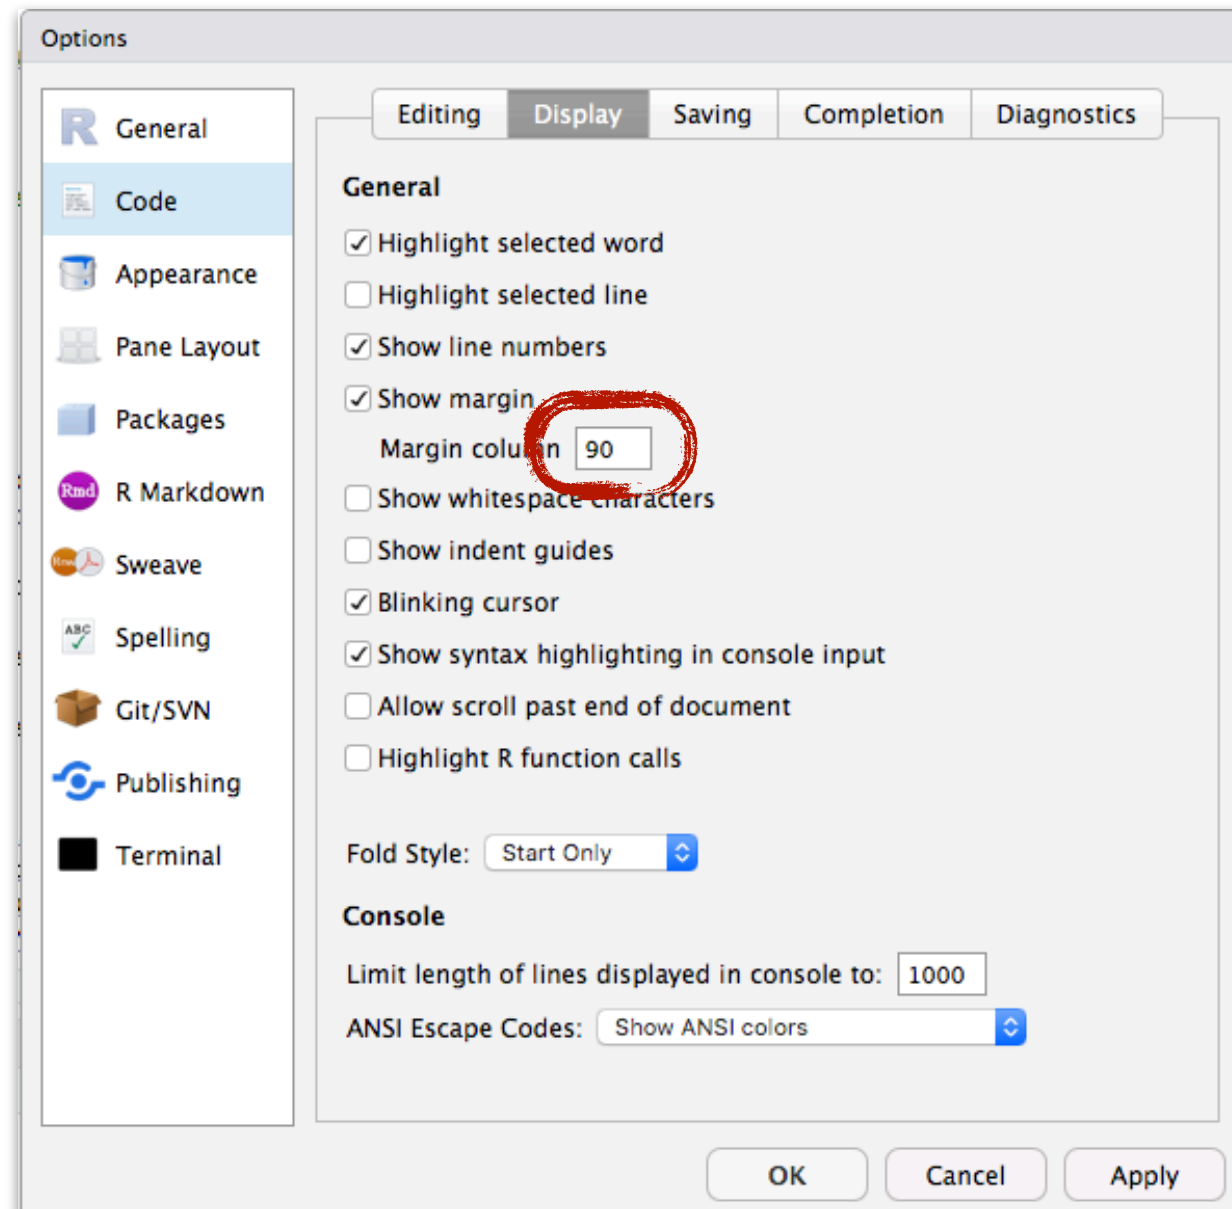 Options
General
Code
Appearance
Pane Layout
Packages
Rmd R Markdown
Sweave
ABC Spelling
Git/SVN
Publishing
Terminal
Editing Display Saving Completion Diagnostics
General
Highlight selected word
Highlight selected line
Show line numbers
Show margin
Margin column 90
Show whitespace characters
Show indent guides
Blinking cursor
Show syntax highlighting in console input
Allow scroll past end of document
Highlight R function calls
Fold Style: Start Only
Console
Limit length of lines displayed in console to: 1000
ANSI Escape Codes: Show ANSI colors
OK Cancel Apply